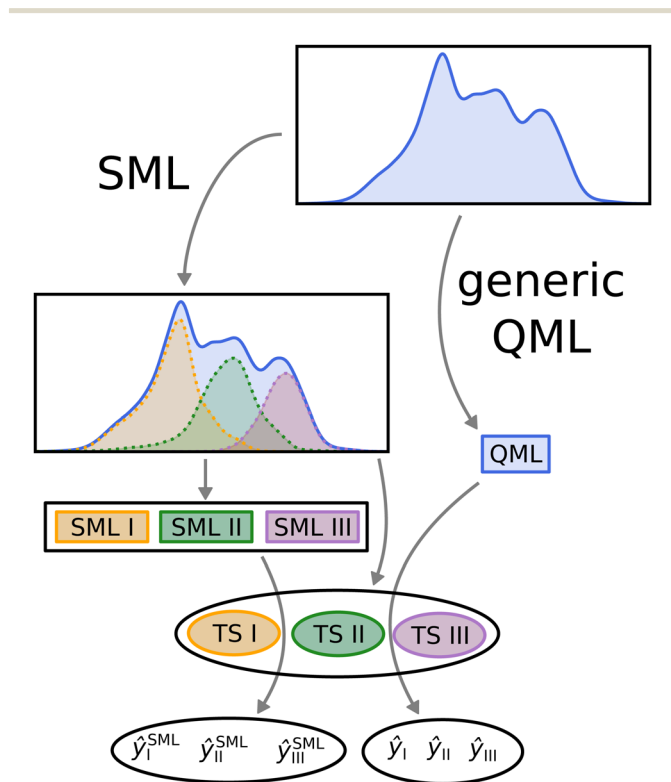 SML
generic
QML
QML
SML I SML II SML III
TS I TS II TS III
ŷ_I^SML ŷ_II^SML ŷ_III^SML ŷ_I ŷ_II ŷ_III